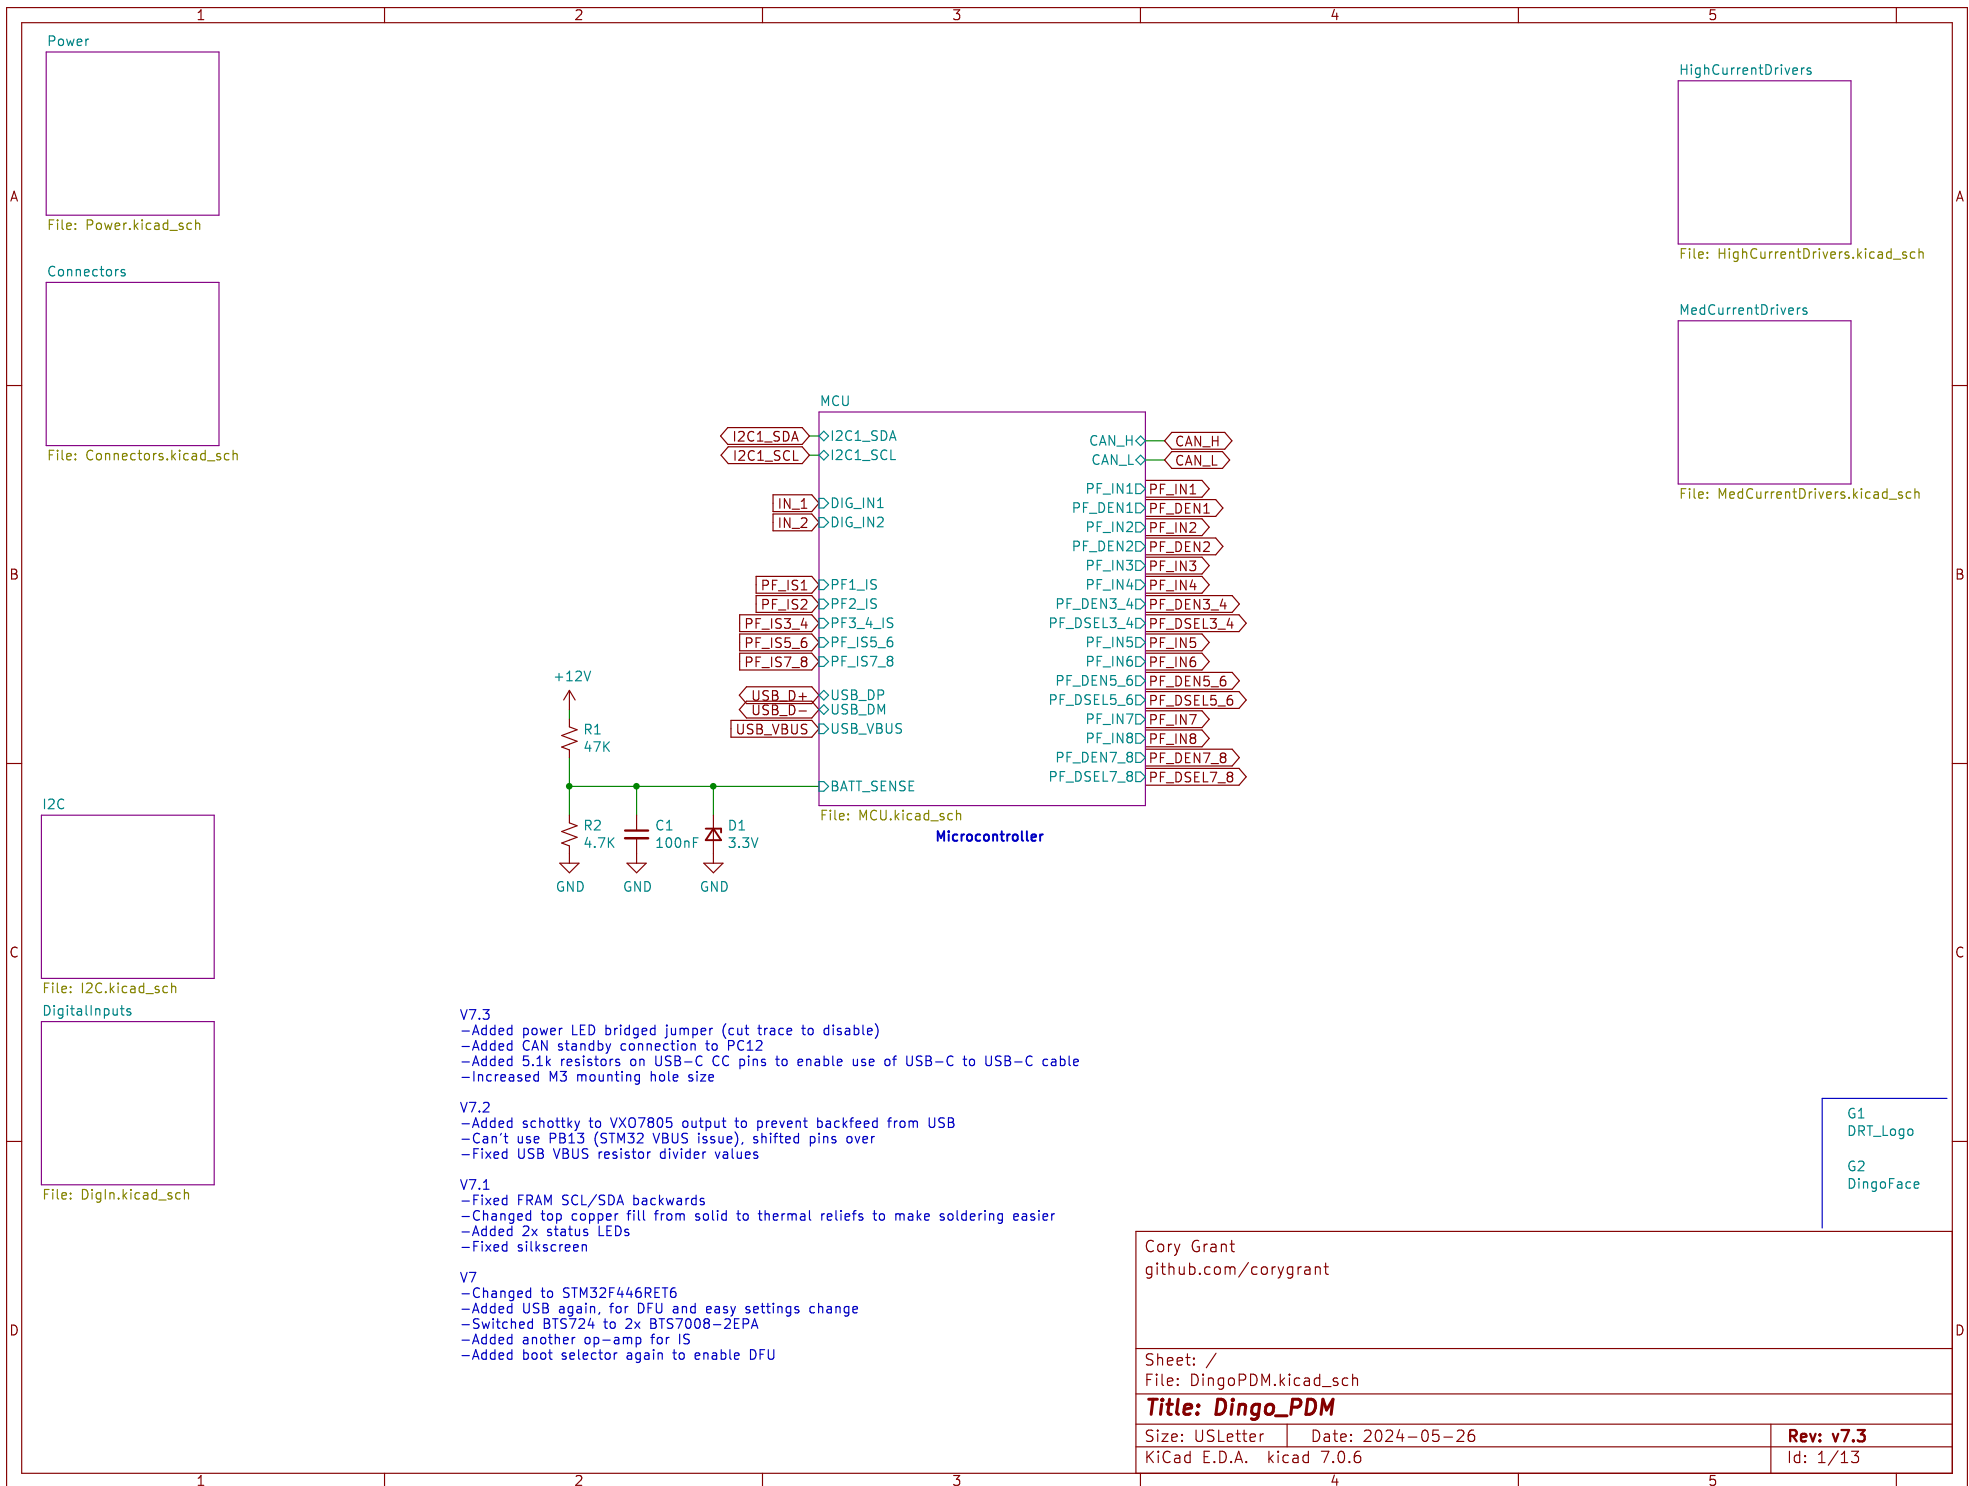 1 2 3 4 5
A
B
C
D
A
B
C
D
1 2 3 4 5
Power
File: Power.kicad_sch
Connectors
File: Connectors.kicad_sch
I2C
File: I2C.kicad_sch
DigitalInputs
File: DigIn.kicad_sch
HighCurrentDrivers
File: HighCurrentDrivers.kicad_sch
MedCurrentDrivers
File: MedCurrentDrivers.kicad_sch
MCU
I2C1_SDA I2C1_SDA
I2C1_SCL I2C1_SCL
IN_1 DIG_IN1
IN_2 DIG_IN2
PF_IS1 PF1_IS
PF_IS2 PF2_IS
PF_IS3_4 PF3_4_IS
PF_IS5_6 PF_IS5_6
PF_IS7_8 PF_IS7_8
USB_D+ USB_DP
USB_D- USB_DM
USB_VBUS USB_VBUS
BATT_SENSE
CAN_H CAN_H
CAN_L CAN_L
PF_IN1 PF_IN1
PF_DEN1 PF_DEN1
PF_IN2 PF_IN2
PF_DEN2 PF_DEN2
PF_IN3 PF_IN3
PF_IN4 PF_IN4
PF_DEN3_4 PF_DEN3_4
PF_DSEL3_4 PF_DSEL3_4
PF_IN5 PF_IN5
PF_IN6 PF_IN6
PF_DEN5_6 PF_DEN5_6
PF_DSEL5_6 PF_DSEL5_6
PF_IN7 PF_IN7
PF_IN8 PF_IN8
PF_DEN7_8 PF_DEN7_8
PF_DSEL7_8 PF_DSEL7_8
File: MCU.kicad_sch
Microcontroller
+12V
R1
47K
R2
4.7K
C1
100nF
D1
3.3V
GND GND GND
V7.3
-Added power LED bridged jumper (cut trace to disable)
-Added CAN standby connection to PC12
-Added 5.1k resistors on USB-C CC pins to enable use of USB-C to USB-C cable
-Increased M3 mounting hole size
V7.2
-Added schottky to VXO7805 output to prevent backfeed from USB
-Can't use PB13 (STM32 VBUS issue), shifted pins over
-Fixed USB VBUS resistor divider values
V7.1
-Fixed FRAM SCL/SDA backwards
-Changed top copper fill from solid to thermal reliefs to make soldering easier
-Added 2x status LEDs
-Fixed silkscreen
V7
-Changed to STM32F446RET6
-Added USB again, for DFU and easy settings change
-Switched BTS724 to 2x BTS7008-2EPA
-Added another op-amp for IS
-Added boot selector again to enable DFU
G1
DRT_Logo
G2
DingoFace
Cory Grant
github.com/corygrant
Sheet: /
File: DingoPDM.kicad_sch
Title: Dingo_PDM
Size: USLetter Date: 2024-05-26 Rev: v7.3
KiCad E.D.A. kicad 7.0.6 Id: 1/13